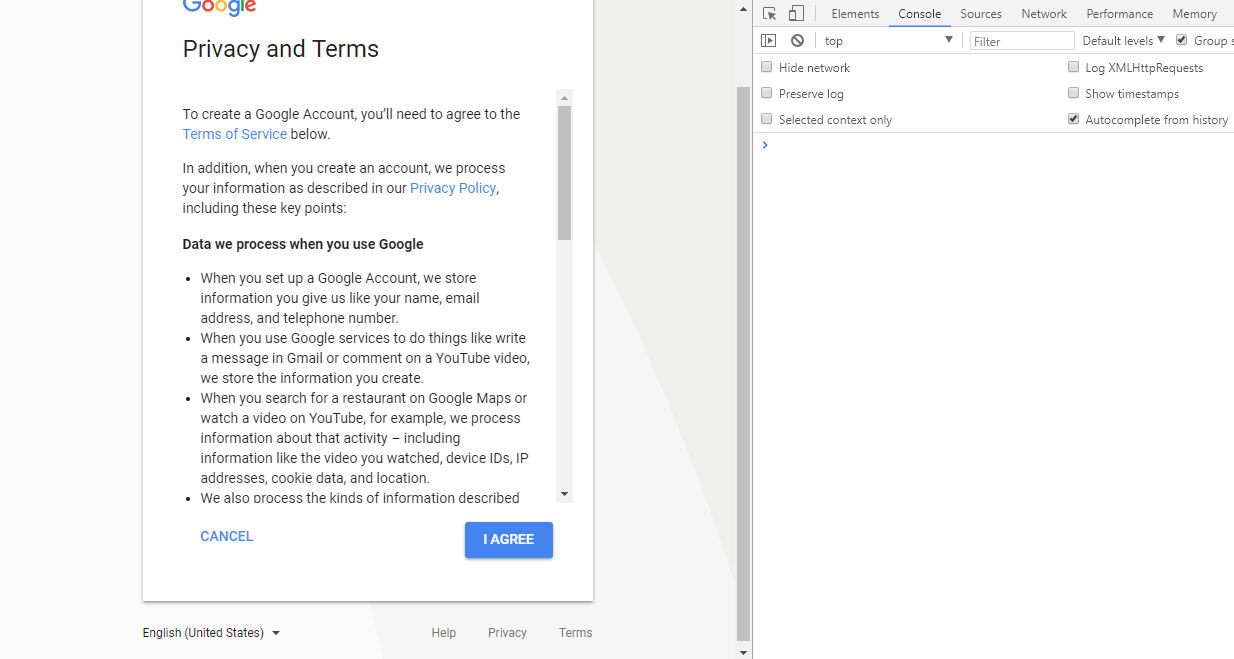 Google
Privacy and Terms
To create a Google Account, you’ll need to agree to the
Terms of Service below.
In addition, when you create an account, we process
your information as described in our Privacy Policy,
including these key points:
Data we process when you use Google
• When you set up a Google Account, we store
information you give us like your name, email
address, and telephone number.
• When you use Google services to do things like write
a message in Gmail or comment on a YouTube video,
we store the information you create.
• When you search for a restaurant on Google Maps or
watch a video on YouTube, for example, we process
information about that activity – including
information like the video you watched, device IDs, IP
addresses, cookie data, and location.
• We also process the kinds of information described
CANCEL
I AGREE
English (United States)
Help Privacy Terms
Elements Console Sources Network Performance Memory
top Filter Default levels Group s
Hide network Log XMLHttpRequests
Preserve log Show timestamps
Selected context only Autocomplete from history